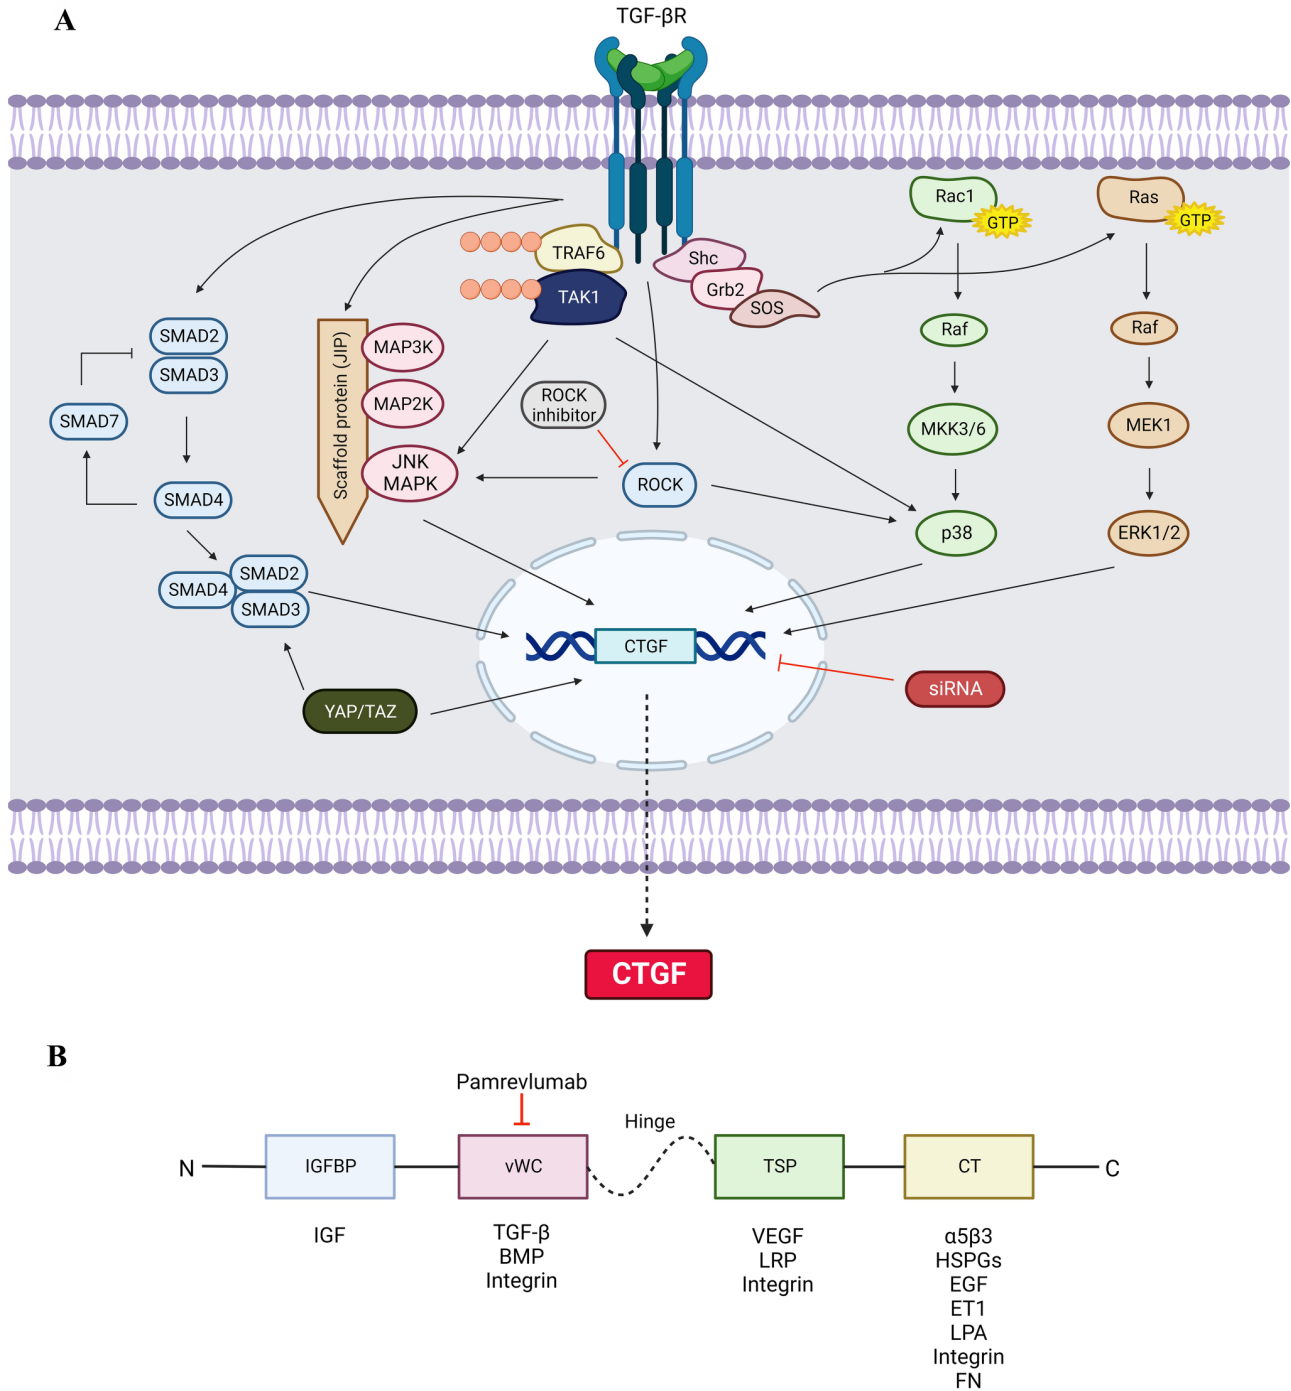 A
TGF-βR
Rac1
GTP
Ras
GTP
TRAF6
TAK1
Shc
Grb2
SOS
SMAD2
SMAD3
SMAD7
SMAD4
SMAD4
SMAD2
SMAD3
Scaffold protein (JIP)
MAP3K
MAP2K
JNK
MAPK
ROCK
inhibitor
ROCK
Raf
MKK3/6
p38
Raf
MEK1
ERK1/2
CTGF
YAP/TAZ
siRNA
CTGF
B
Pamrevlumab
Hinge
N
IGFBP
vWC
TSP
CT
C
IGF
TGF-β
BMP
Integrin
VEGF
LRP
Integrin
α5β3
HSPGs
EGF
ET1
LPA
Integrin
FN